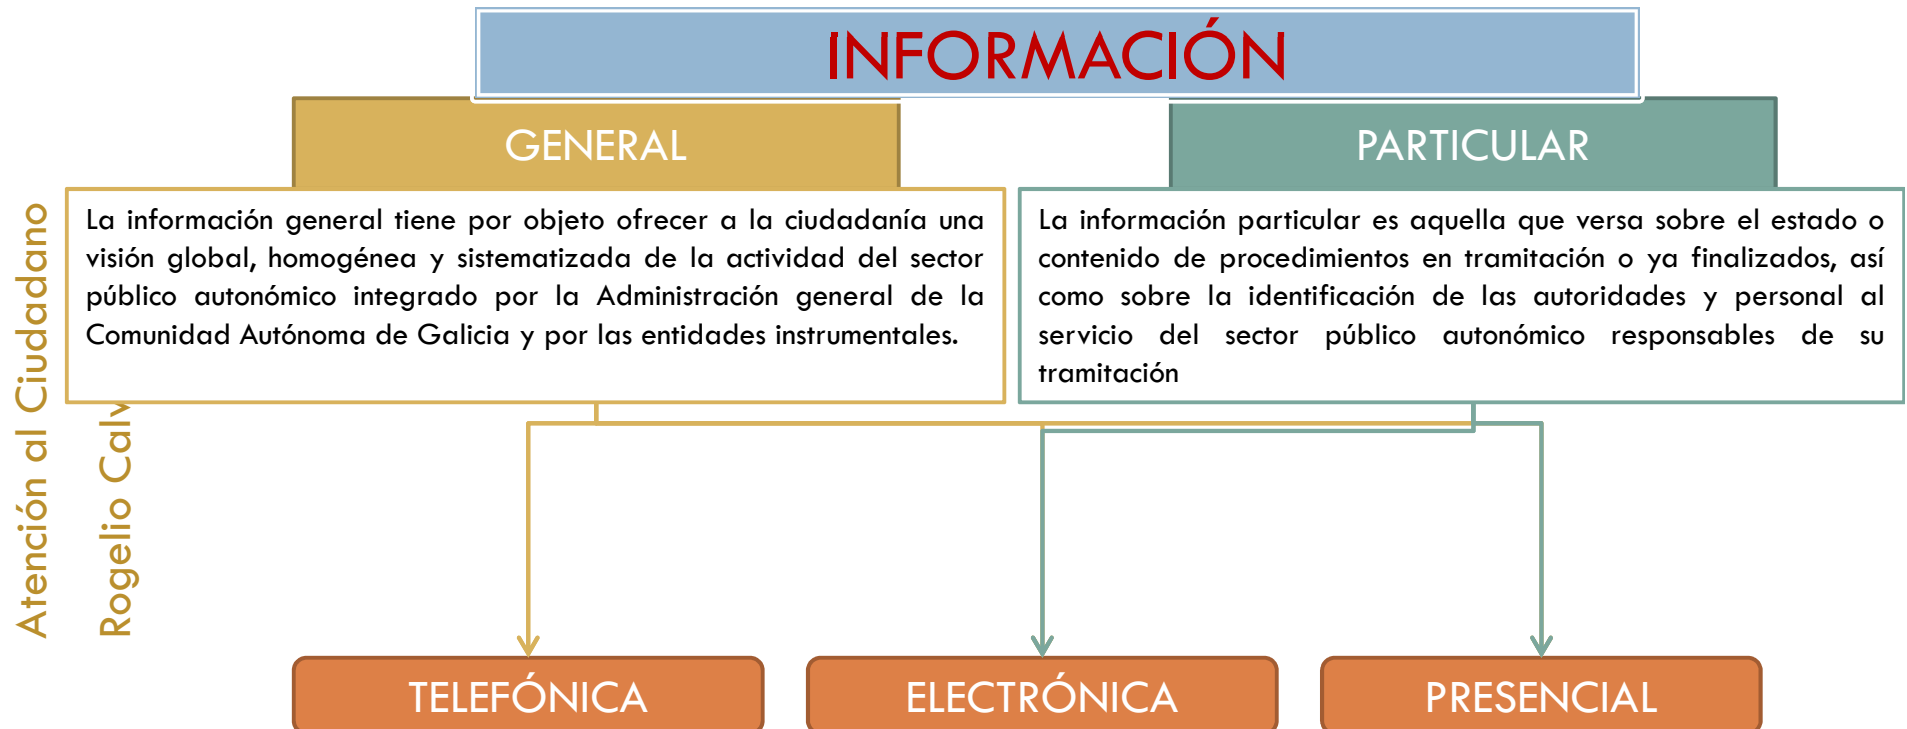 INFORMACIÓN
GENERAL
PARTICULAR
La información general tiene por objeto ofrecer a la ciudadanía una
visión global, homogénea y sistematizada de la actividad del sector
público autonómico integrado por la Administración general de la
Comunidad Autónoma de Galicia y por las entidades instrumentales.
La información particular es aquella que versa sobre el estado o
contenido de procedimientos en tramitación o ya finalizados, así
como sobre la identificación de las autoridades y personal al
servicio del sector público autonómico responsables de su
tramitación
Atención al Ciudadano
Rogelio
TELEFÓNICA
ELECTRÓNICA
PRESENCIAL